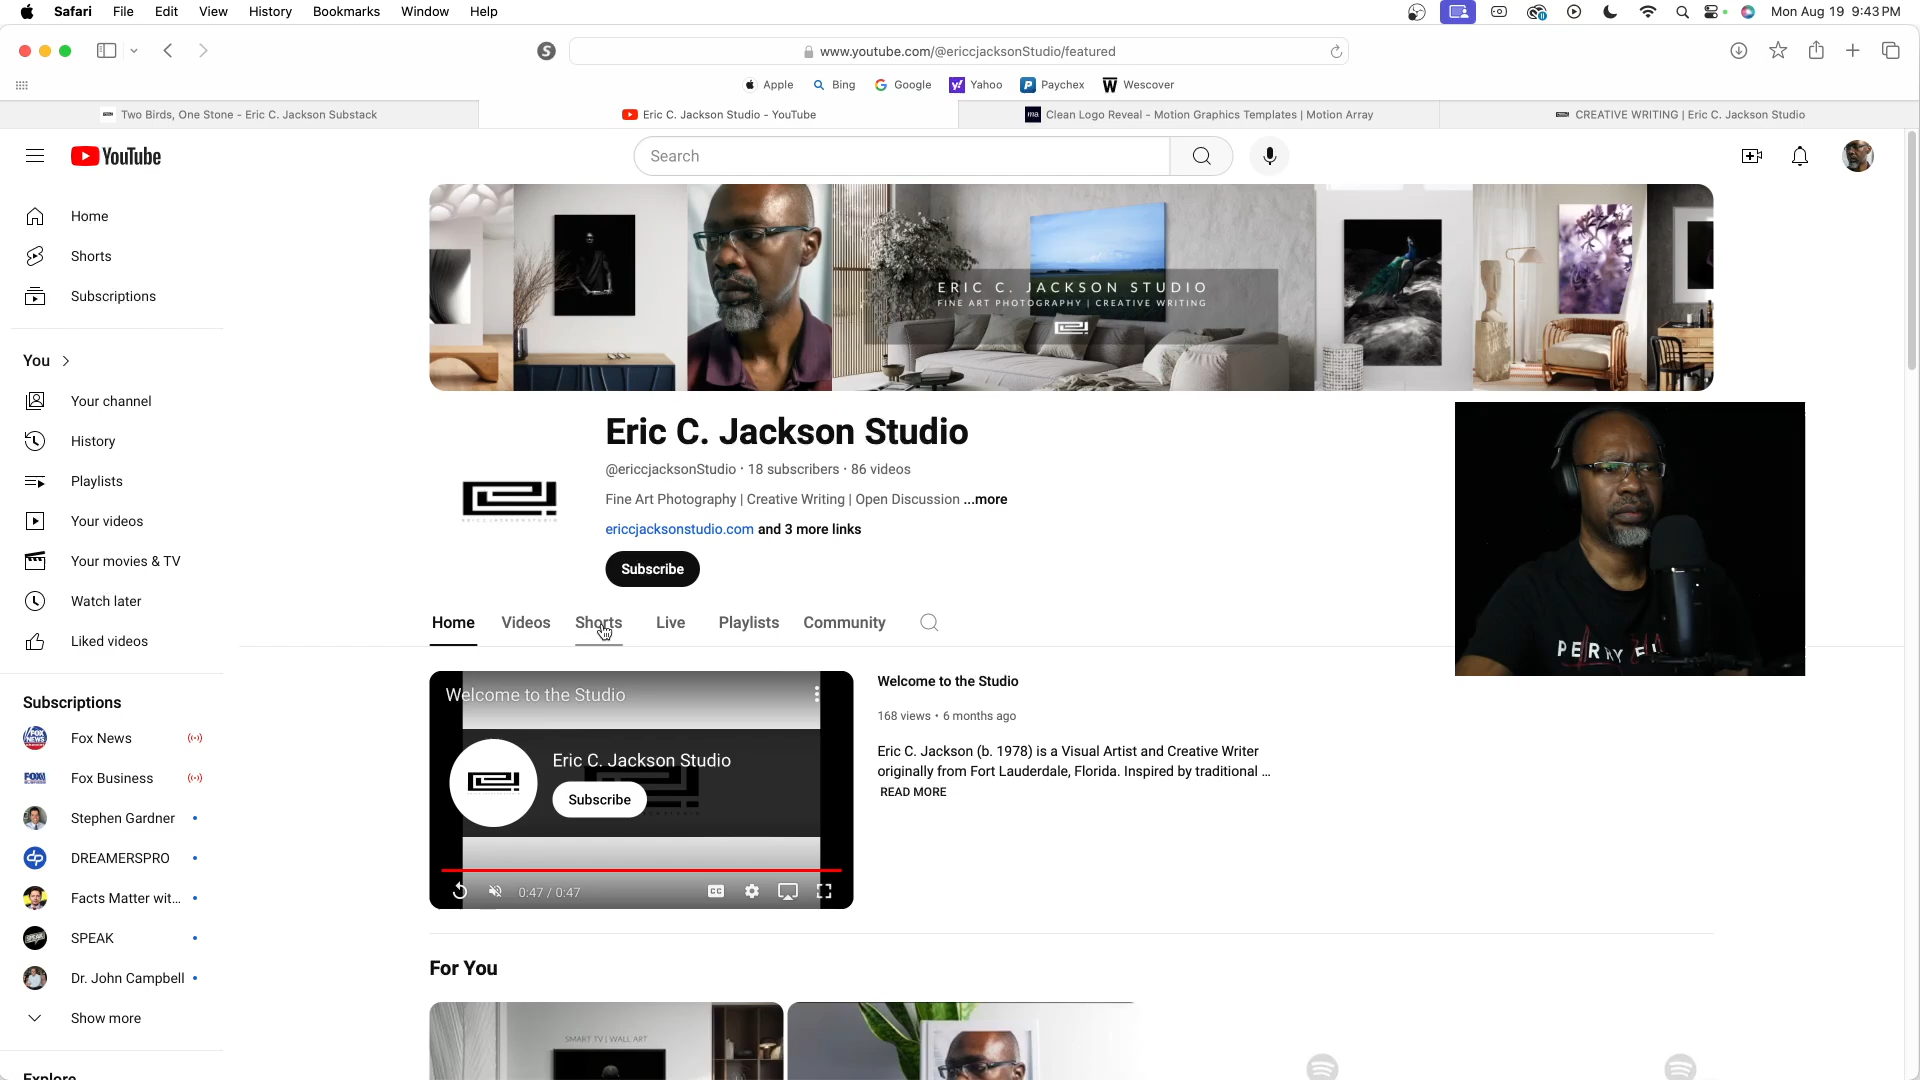 Safari File Edit View History Bookmarks Window Help Mon Aug 19 9:43 PM
www.youtube.com/@ericcjacksonStudio/featured
Apple Bing Google Yahoo Paychex Wescover
Two Birds, One Stone - Eric C. Jackson Substack
Eric C. Jackson Studio - YouTube
Clean Logo Reveal - Motion Graphics Templates | Motion Array
CREATIVE WRITING | Eric C. Jackson Studio
YouTube
Search
Home
Shorts
Subscriptions
You
Your channel
History
Playlists
Your videos
Your movies & TV
Watch later
Liked videos
Subscriptions
Fox News
Fox Business
Stephen Gardner
DREAMERSPRO
Facts Matter wit...
SPEAK
Dr. John Campbell
Show more
Explore
ERIC C. JACKSON STUDIO
FINE ART PHOTOGRAPHY | CREATIVE WRITING
Eric C. Jackson Studio
@ericcjacksonStudio · 18 subscribers · 86 videos
Fine Art Photography | Creative Writing | Open Discussion ...more
ericcjacksonstudio.com and 3 more links
Subscribe
Home Videos Shorts Live Playlists Community
Welcome to the Studio
Eric C. Jackson Studio
Subscribe
0:47 / 0:47
CC
Welcome to the Studio
168 views • 6 months ago
Eric C. Jackson (b. 1978) is a Visual Artist and Creative Writer
originally from Fort Lauderdale, Florida. Inspired by traditional ...
READ MORE
For You
SMART TV | WALL ART